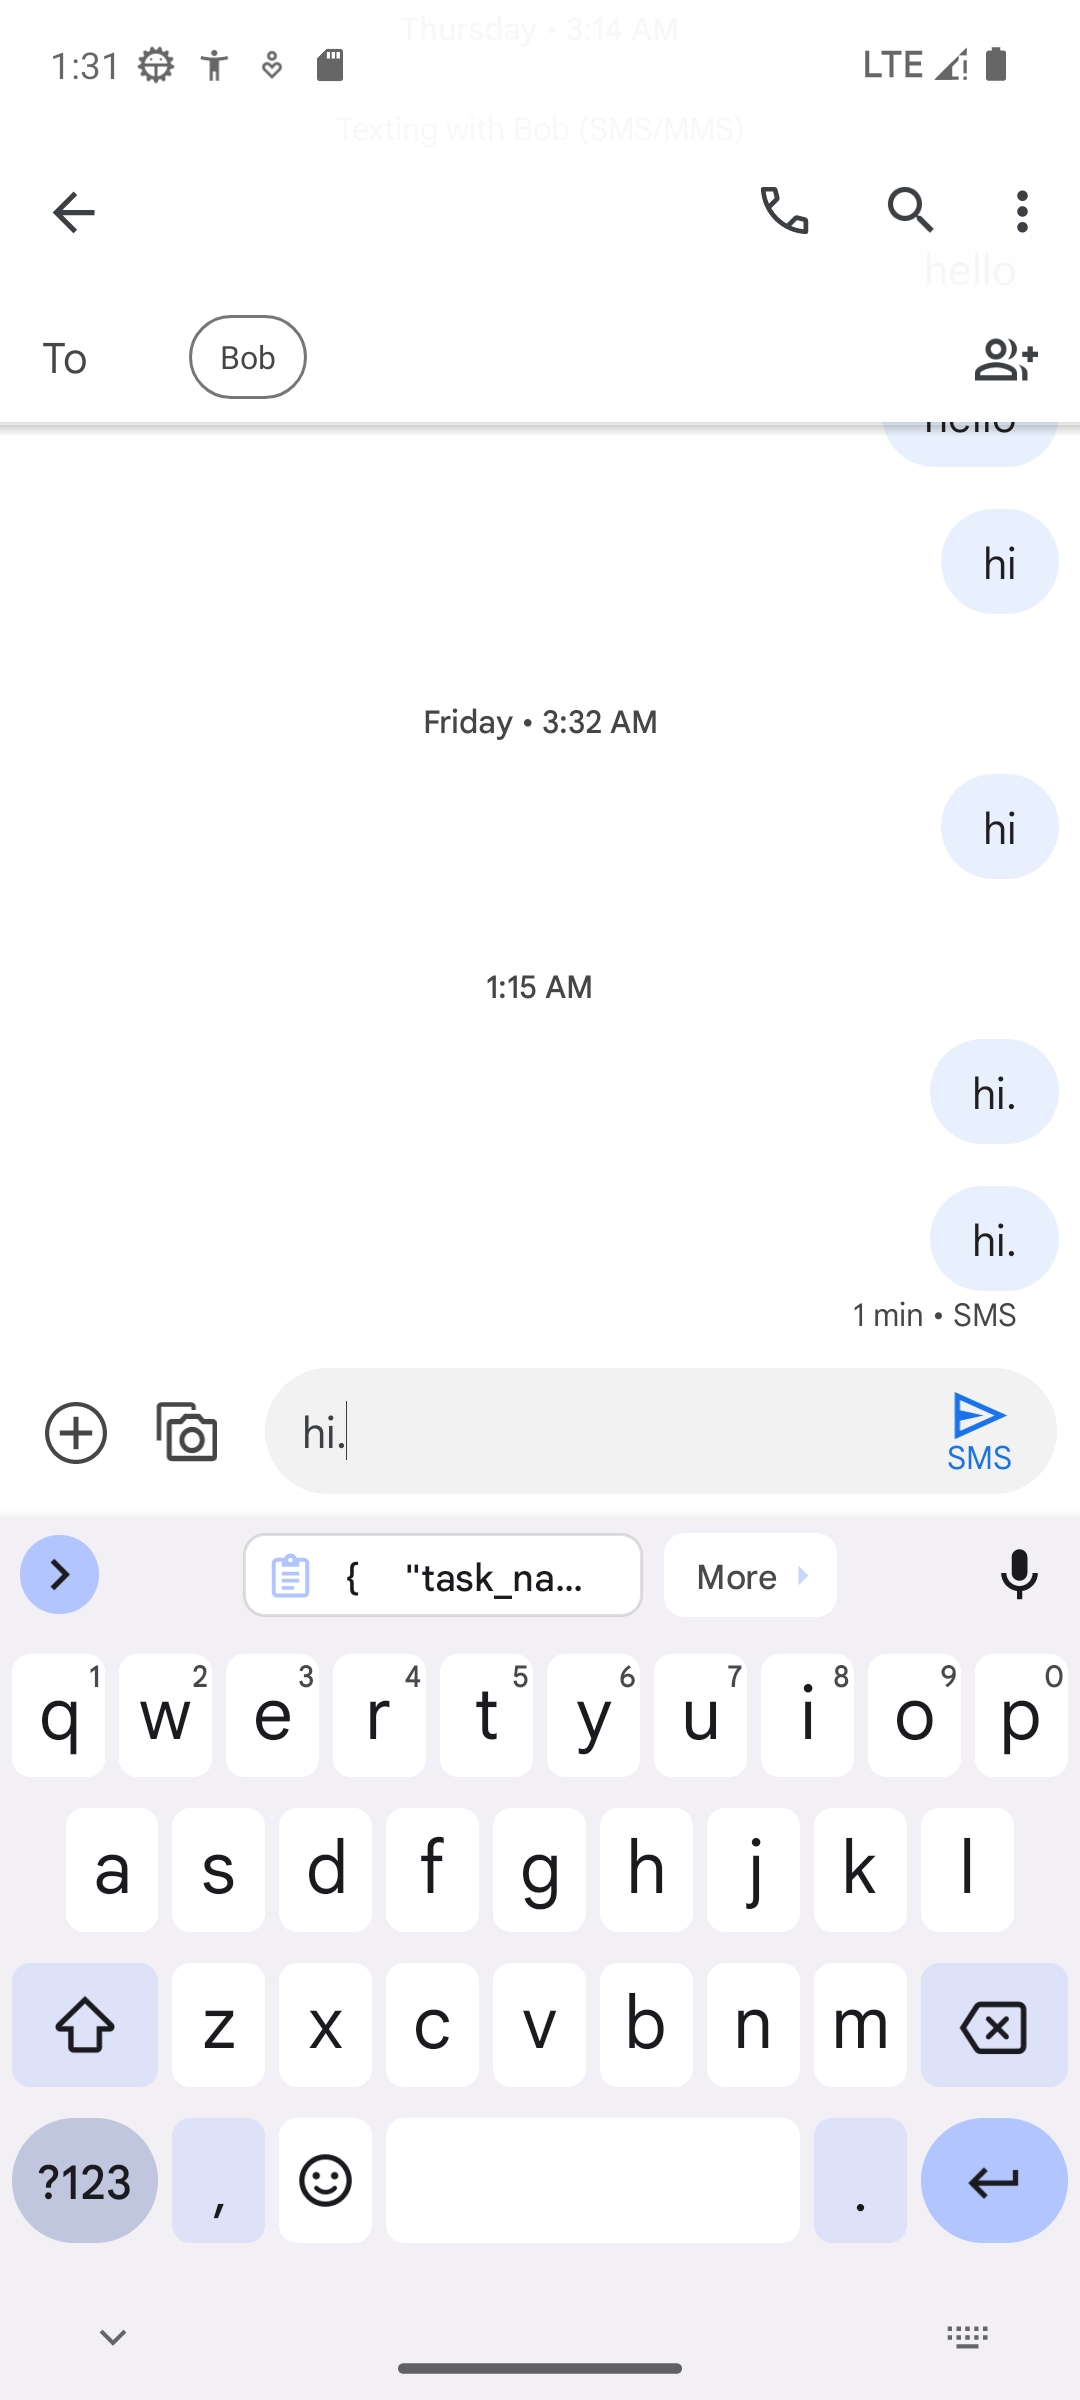 Thursday • 3:14 AM
1:31
LTE
Texting with Bob (SMS/MMS)
hello
To
Bob
hello
hi
Friday • 3:32 AM
hi
1:15 AM
hi.
hi.
1 min • SMS
hi.
SMS
{ "task_na...
More
q 1 w 2 e 3 r 4 t 5 y 6 u 7 i 8 o 9 p 0
a s d f g h j k l
z x c v b n m
?123 , .